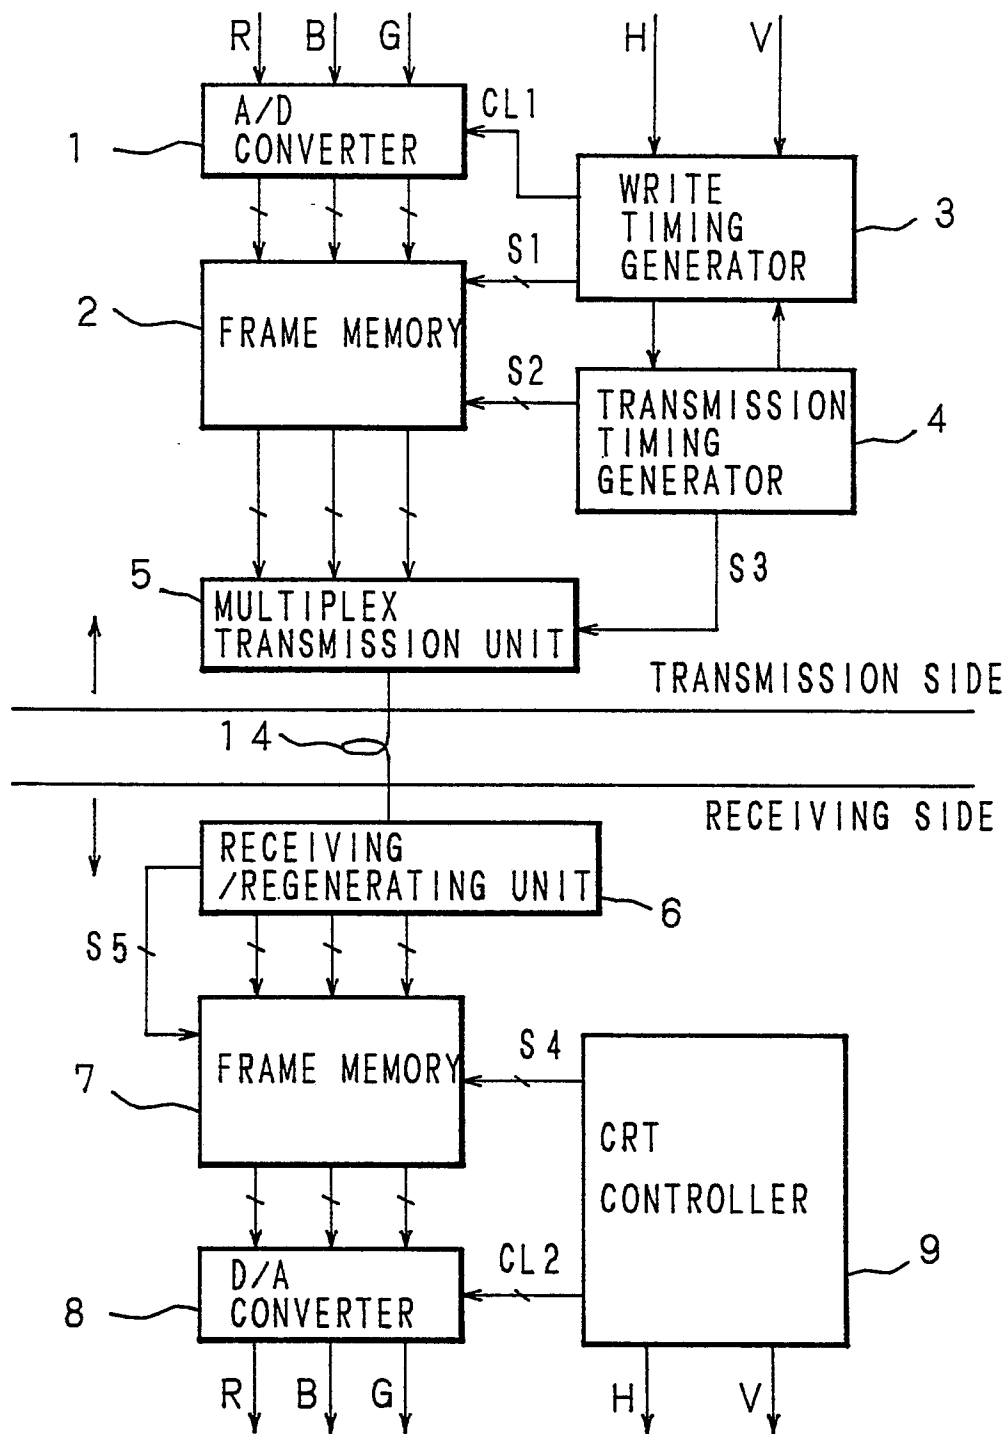 R B G H V
A/D
CONVERTER
1
CL1
WRITE
TIMING
GENERATOR
3
S1
2
FRAME MEMORY
S2
TRANSMISSION
TIMING
GENERATOR
4
S3
5
MULTIPLEX
TRANSMISSION UNIT
TRANSMISSION SIDE
14
RECEIVING SIDE
RECEIVING
/REGENERATING UNIT
6
S5
FRAME MEMORY
7
S4
CRT
CONTROLLER
9
D/A
CONVERTER
8
CL2
R B G H V